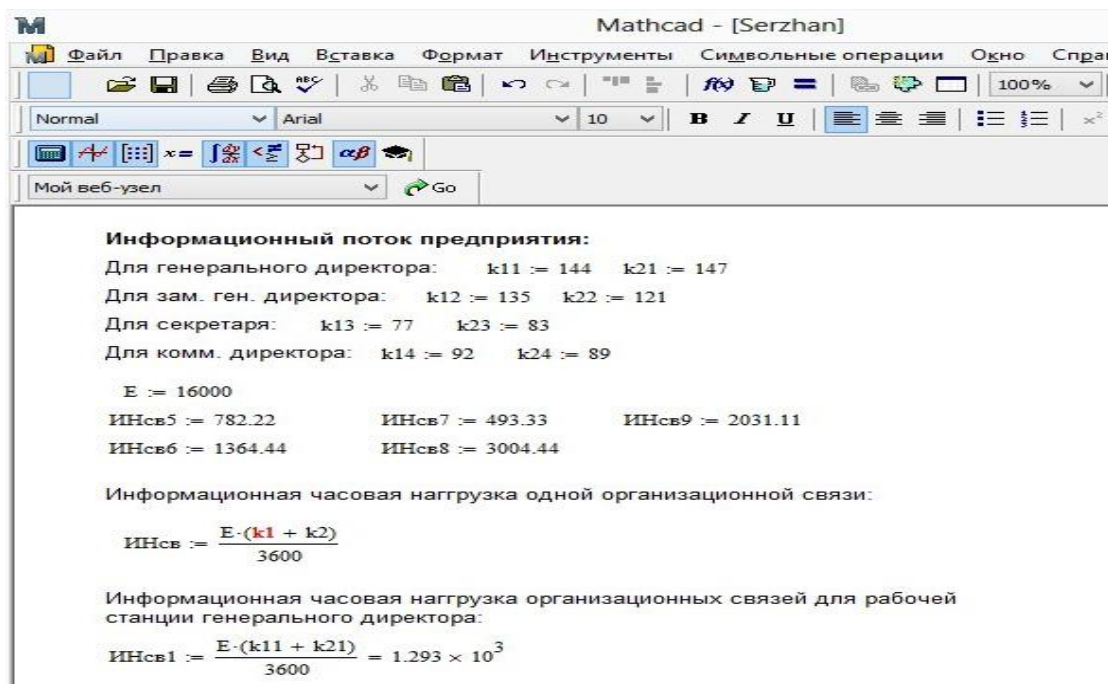 Mathcad - [Serzhan]
Файл Правка Вид Вставка Формат Инструменты Символьные операции Окно Справ
100%
Normal Arial 10 B I U
Мой веб-узел Go
Информационный поток предприятия:
Для генерального директора: k11 := 144 k21 := 147
Для зам. ген. директора: k12 := 135 k22 := 121
Для секретаря: k13 := 77 k23 := 83
Для комм. директора: k14 := 92 k24 := 89
E := 16000
ИНсв5 := 782.22 ИНсв7 := 493.33 ИНсв9 := 2031.11
ИНсв6 := 1364.44 ИНсв8 := 3004.44
Информационная часовая наггрузка одной организационной связи:
ИНсв := E·(k1 + k2) / 3600
Информационная часовая наггрузка организационных связей для рабочей
станции генерального директора:
ИНсв1 := E·(k11 + k21) / 3600 = 1.293 × 10³